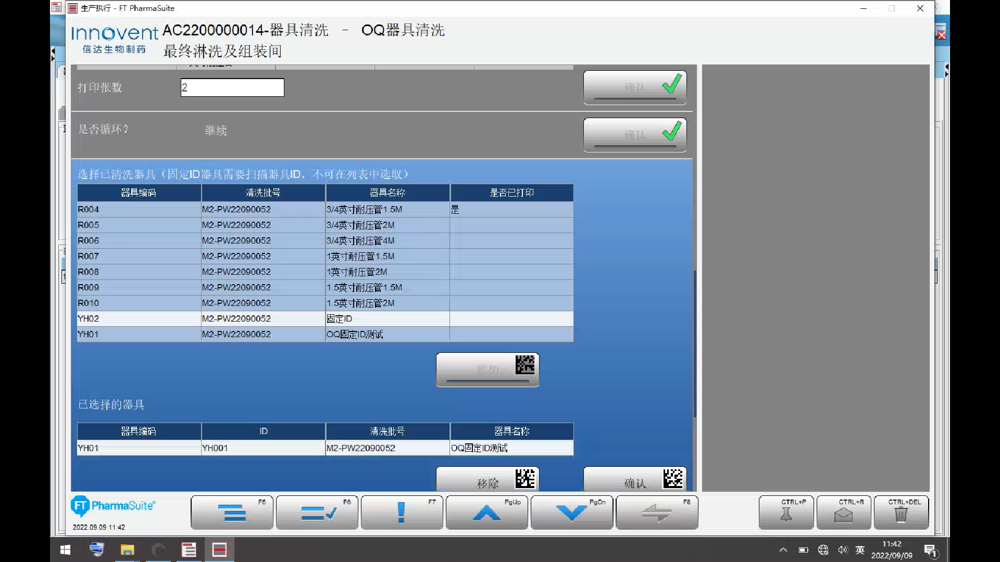 生产执行 - FT PharmaSuite
Innovent
信达生物制药
AC2200000014-器具清洗 - OQ器具清洗
最终淋洗及组装间
打印张数 2 确认
是否循环? 继续 确认
选择已清洗器具（固定ID器具需要扫描器具ID，不可在列表中选取）
器具编码 清洗批号 器具名称 是否已打印
R004 M2-PW22090052 3/4英寸耐压管1.5M 是
R005 M2-PW22090052 3/4英寸耐压管2M
R006 M2-PW22090052 3/4英寸耐压管4M
R007 M2-PW22090052 1英寸耐压管1.5M
R008 M2-PW22090052 1英寸耐压管2M
R009 M2-PW22090052 1.5英寸耐压管1.5M
R010 M2-PW22090052 1.5英寸耐压管2M
YH02 M2-PW22090052 固定ID
YH01 M2-PW22090052 OQ固定ID测试
已选择的器具
器具编码 ID 清洗批号 器具名称
YH01 YH001 M2-PW22090052 OQ固定ID测试
移除 确认
FT PharmaSuite®
F5 F6 F7 PgUp PgDn F8 CTRL+P CTRL+R CTRL+DEL
2022.09.09 11:42
英
11:42
2022/09/09
1